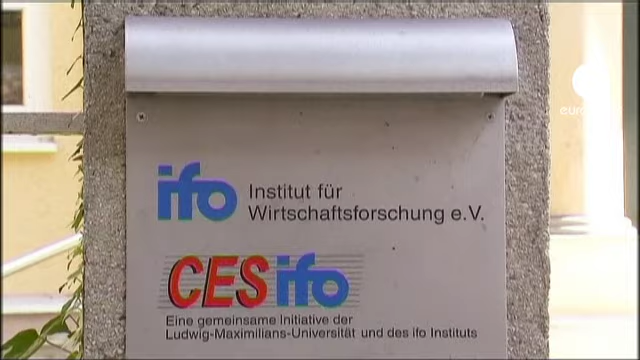 ifo Institut für
Wirtschaftsforschung e.V.
CESifo
Eine gemeinsame Initiative der
Ludwig-Maximilians-Universität und des ifo Instituts